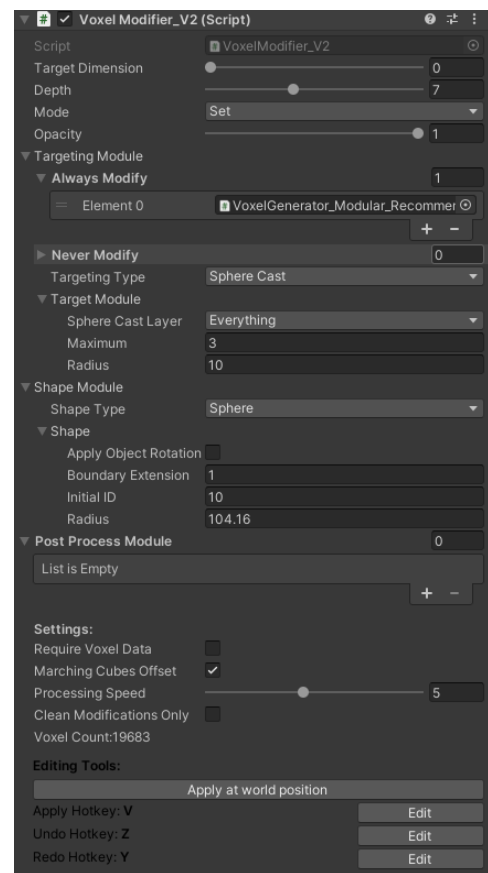 # Voxel Modifier_V2 (Script)
Script VoxelModifier_V2
Target Dimension 0
Depth 7
Mode Set
Opacity 1
Targeting Module
Always Modify 1
= Element 0 # VoxelGenerator_Modular_Recommer
+ -
Never Modify 0
Targeting Type Sphere Cast
Target Module
Sphere Cast Layer Everything
Maximum 3
Radius 10
Shape Module
Shape Type Sphere
Shape
Apply Object Rotation
Boundary Extension 1
Initial ID 10
Radius 104.16
Post Process Module 0
List is Empty
+ -
Settings:
Require Voxel Data
Marching Cubes Offset
Processing Speed 5
Clean Modifications Only
Voxel Count:19683
Editing Tools:
Apply at world position
Apply Hotkey: V Edit
Undo Hotkey: Z Edit
Redo Hotkey: Y Edit